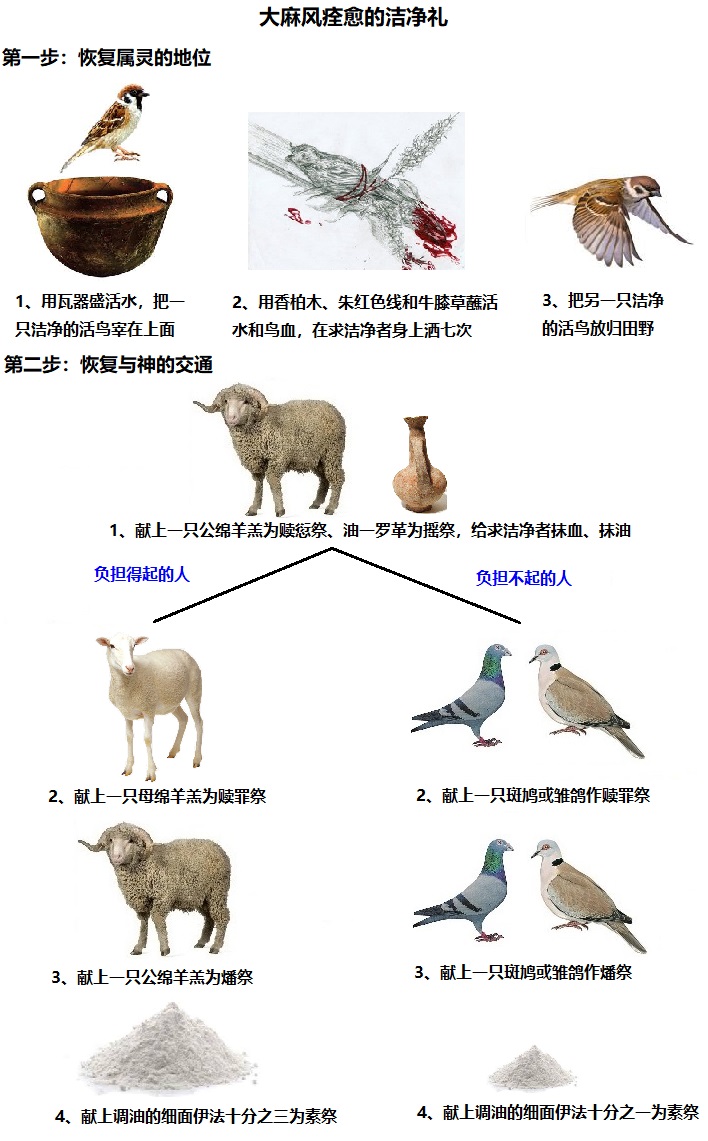 大麻风痊愈的洁净礼
第一步：恢复属灵的地位
1、用瓦器盛活水，把一
只洁净的活鸟宰在上面
2、用香柏木、朱红色线和牛膝草蘸活
水和鸟血，在求洁净者身上洒七次
3、把另一只洁净
的活鸟放归田野
第二步：恢复与神的交通
1、献上一只公绵羊羔为赎愆祭、油一罗革为摇祭，给求洁净者抹血、抹油
负担得起的人
负担不起的人
2、献上一只母绵羊羔为赎罪祭
2、献上一只斑鸠或雏鸽作赎罪祭
3、献上一只公绵羊羔为燔祭
3、献上一只斑鸠或雏鸽作燔祭
4、献上调油的细面伊法十分之三为素祭
4、献上调油的细面伊法十分之一为素祭